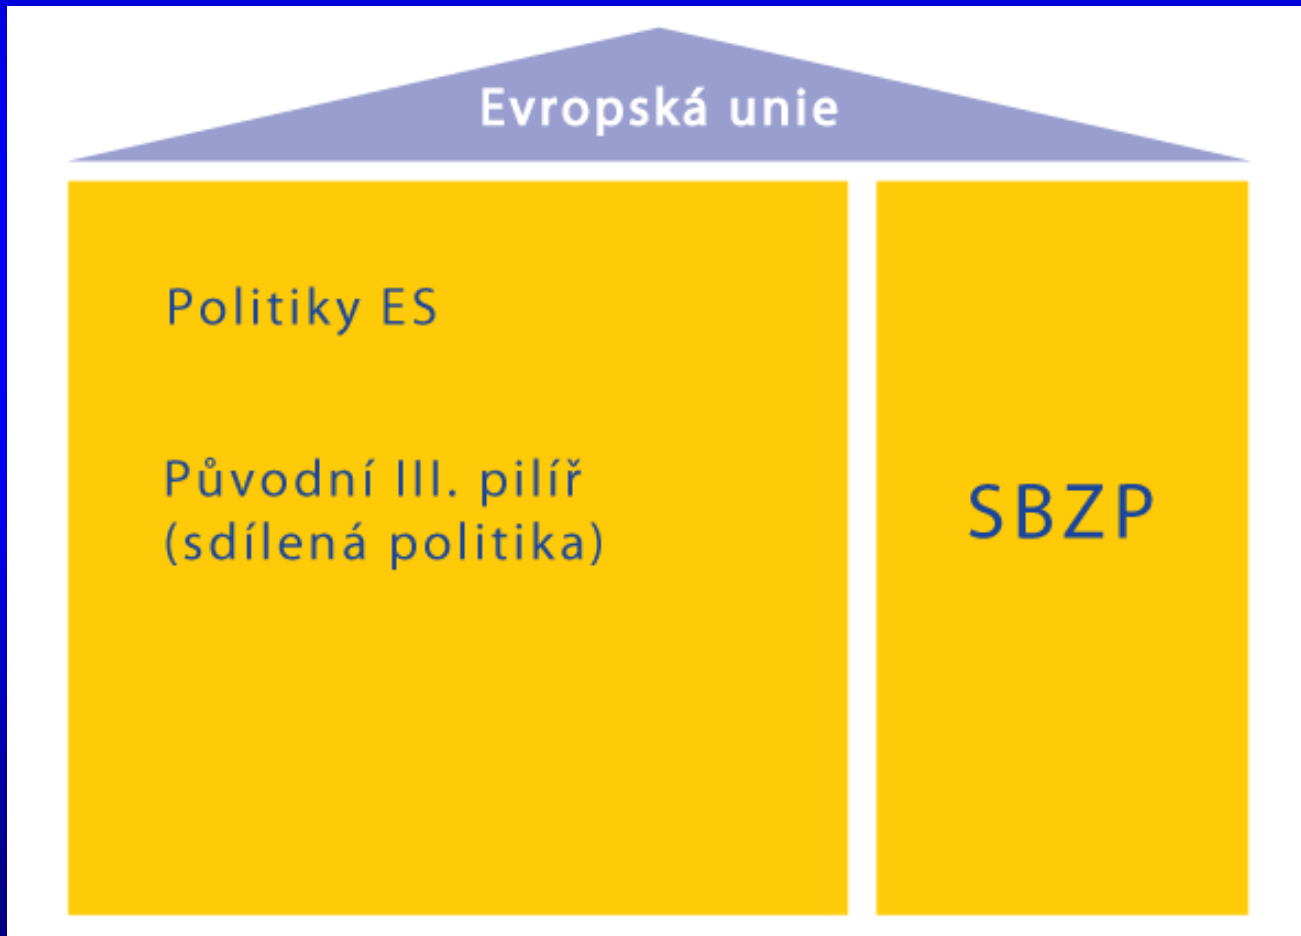 Evropská unie
Politiky ES
Původní III. pilíř
(sdílená politika)
SBZP